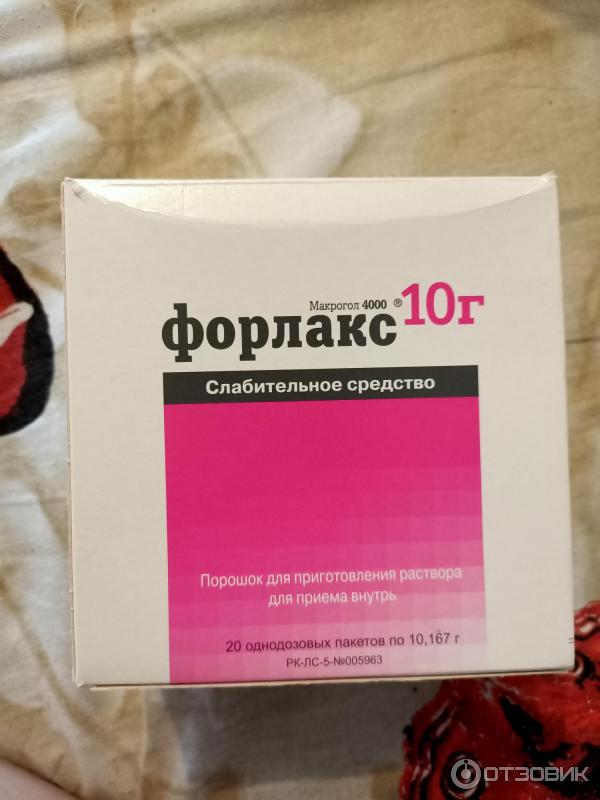 Макрогол 4000 ®
форлакс 10г
Слабительное средство
Порошок для приготовления раствора
для приема внутрь
20 однодозовых пакетов по 10,167 г
РК-ЛС-5-№005963
ОТЗОВИК